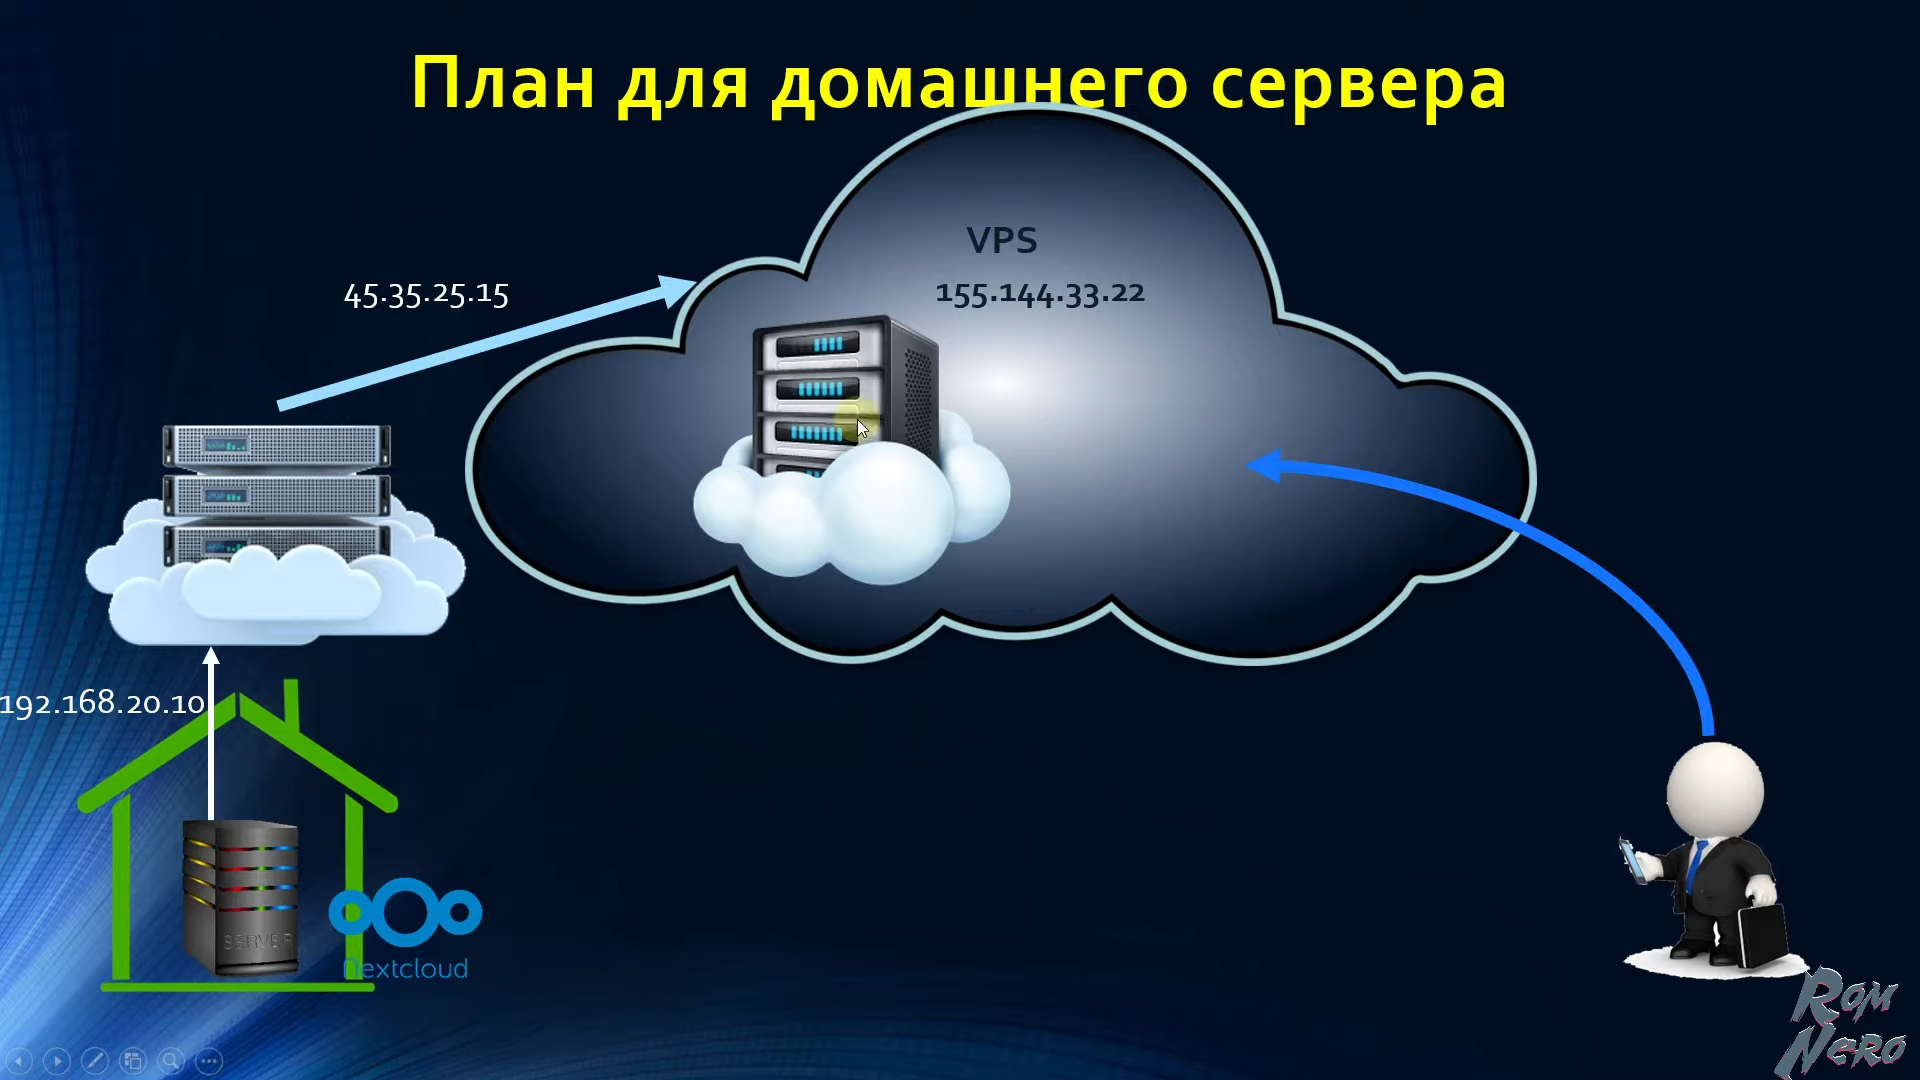 План для домашнего сервера
VPS
45.35.25.15
155.144.33.22
192.168.20.10
SERVER
Nextcloud
Rom
Nero